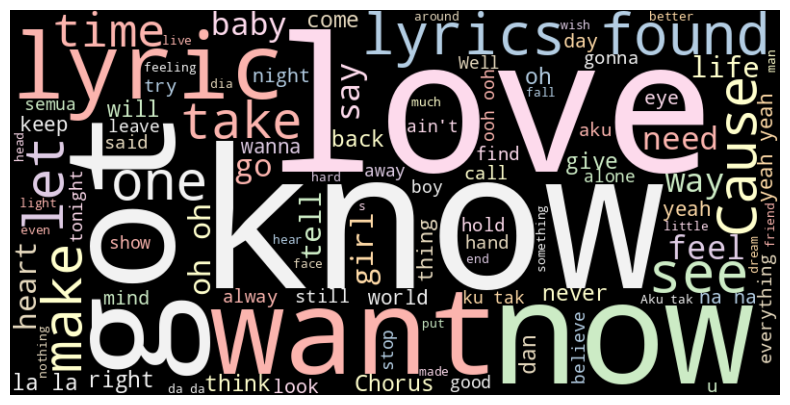 time
live
baby
come
around
wish
better
lyrics found
lyric
feeling
dia
night
try
say
Well
day
gonna
life
man
oh
fall
ooh ooh
love
eye
much
semua
will
take
keep
leave
said
wanna
back
ain't
aku
need
find
Cause
yeah yeah
let
got
one
go
know
away
call
give
alone
way
head
tonight
hard
boy
light
even
oh oh
show
tell
hear
face
s
girl
thing
hold
hand
end
something
yeah
little
feel
friend
see
dream
everything
heart
make
mind
alway
still
world
ku tak
never
Aku tak
na na
nothing
want
stop
put
made
dan
believe
now
la la
right
da da
think
look
Chorus
good
u